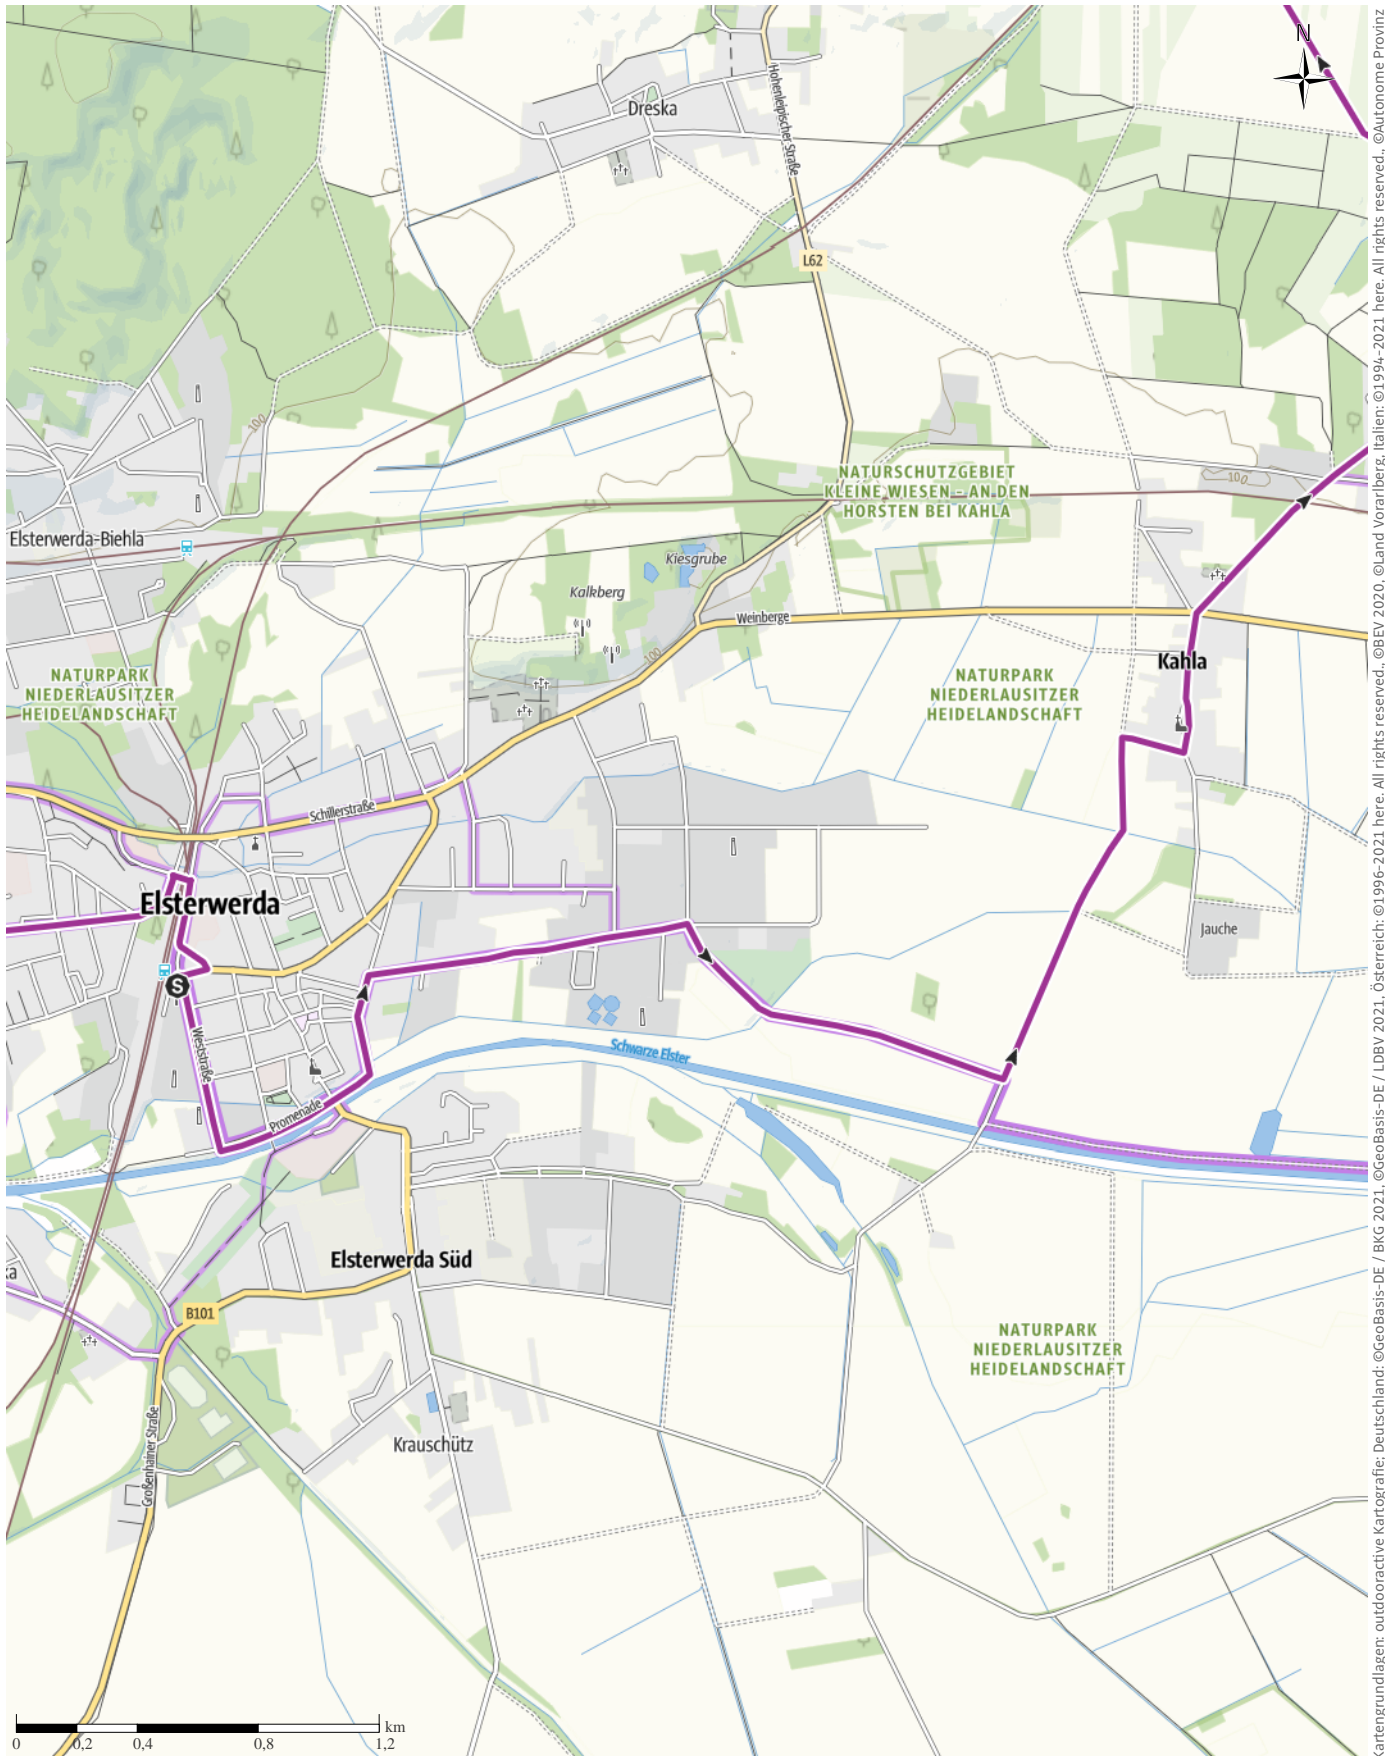 N
Dreska
Hohenleipischer Straße
L62
100
NATURSCHUTZGEBIET
KLEINE WIESEN - AN DEN
HORSTEN BEI KAHLA
100
Elsterwerda-Biehla
Kiesgrube
Kalkberg
Weinberge
100
Kahla
NATURPARK
NIEDERLAUSITZER
HEIDELANDSCHAFT
NATURPARK
NIEDERLAUSITZER
HEIDELANDSCHAFT
Schillerstraße
Elsterwerda
Jauche
S
Weststraße
Schwarze Elster
Promenade
Elsterwerda Süd
B101
NATURPARK
NIEDERLAUSITZER
HEIDELANDSCHAFT
Großenhainer Straße
Krauschütz
km
0 0,2 0,4 0,8 1,2
Kartengrundlagen: outdooractive Kartografie; Deutschland: ©GeoBasis-DE / BKG 2021, ©GeoBasis-DE / LDBV 2021, Österreich: ©1996-2021 here. All rights reserved., ©BEV 2020, ©Land Vorarlberg, Italien: ©1994-2021 here. All rights reserved., ©Autonome Provinz